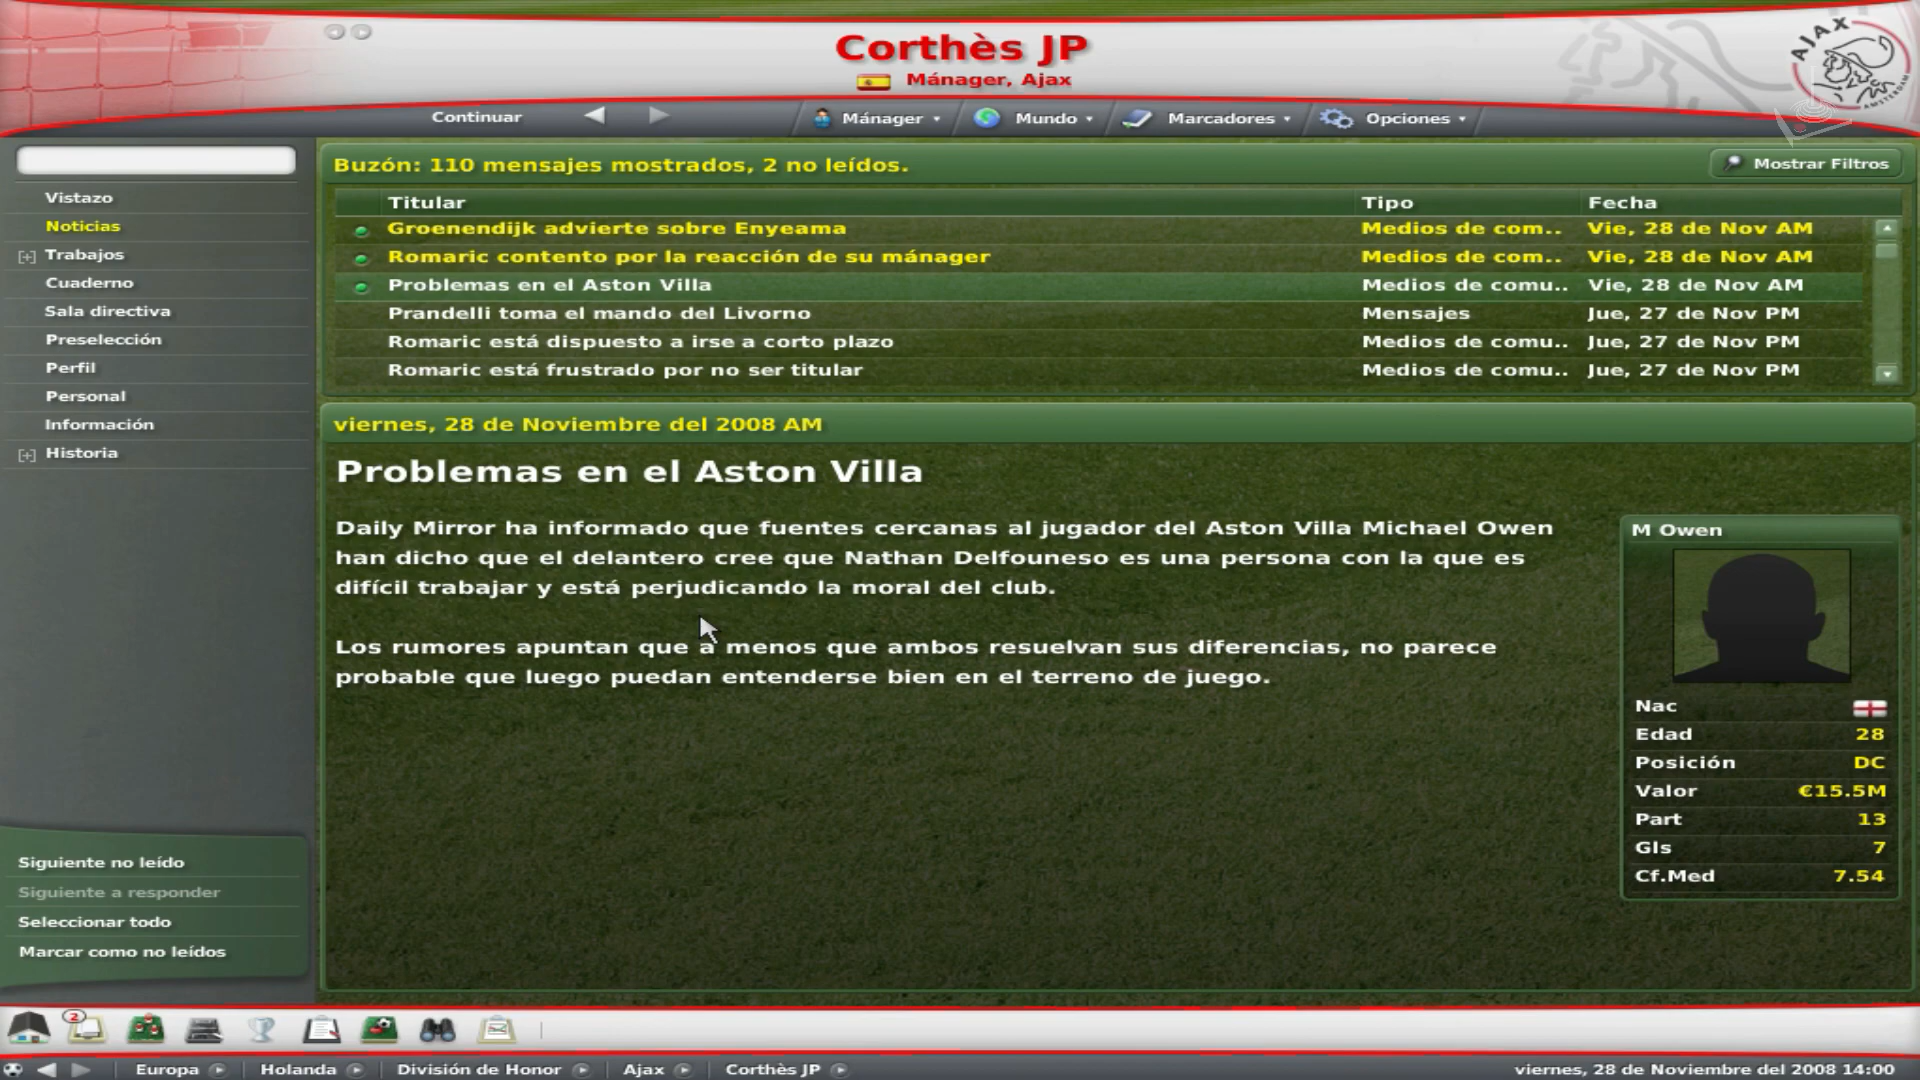 Corthès JP
Mánager, Ajax
AJAX
AMSTERDAM
Continuar
Mánager
Mundo
Marcadores
Opciones
Vistazo
Noticias
[+] Trabajos
Cuaderno
Sala directiva
Preselección
Perfil
Personal
Información
[+] Historia
Buzón: 110 mensajes mostrados, 2 no leídos.
Mostrar Filtros
Titular Tipo Fecha
Groenendijk advierte sobre Enyeama Medios de com.. Vie, 28 de Nov AM
Romaric contento por la reacción de su mánager Medios de com.. Vie, 28 de Nov AM
Problemas en el Aston Villa Medios de comu.. Vie, 28 de Nov AM
Prandelli toma el mando del Livorno Mensajes Jue, 27 de Nov PM
Romaric está dispuesto a irse a corto plazo Medios de comu.. Jue, 27 de Nov PM
Romaric está frustrado por no ser titular Medios de comu.. Jue, 27 de Nov PM
viernes, 28 de Noviembre del 2008 AM
Problemas en el Aston Villa
Daily Mirror ha informado que fuentes cercanas al jugador del Aston Villa Michael Owen
han dicho que el delantero cree que Nathan Delfouneso es una persona con la que es
difícil trabajar y está perjudicando la moral del club.
Los rumores apuntan que a menos que ambos resuelvan sus diferencias, no parece
probable que luego puedan entenderse bien en el terreno de juego.
M Owen
Nac
Edad 28
Posición DC
Valor €15.5M
Part 13
Gls 7
Cf.Med 7.54
Siguiente no leído
Siguiente a responder
Seleccionar todo
Marcar como no leídos
2
Europa
Holanda
División de Honor
Ajax
Corthès JP
viernes, 28 de Noviembre del 2008 14:00